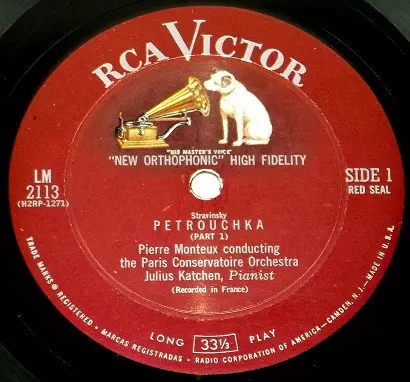 RCA VICTOR
"HIS MASTER'S VOICE"
"NEW ORTHOPHONIC" HIGH FIDELITY
LM
2113
(H2RP-1271)
SIDE 1
RED SEAL
Stravinsky
PETROUCHKA
(PART 1)
Pierre Monteux conducting
the Paris Conservatoire Orchestra
Julius Katchen, Pianist
(Recorded in France)
LONG 33⅓ PLAY
TRADE MARKS ® REGISTERED • MARCAS REGISTRADAS • RADIO CORPORATION OF AMERICA—CAMDEN, N. J.—MADE IN U.S.A.